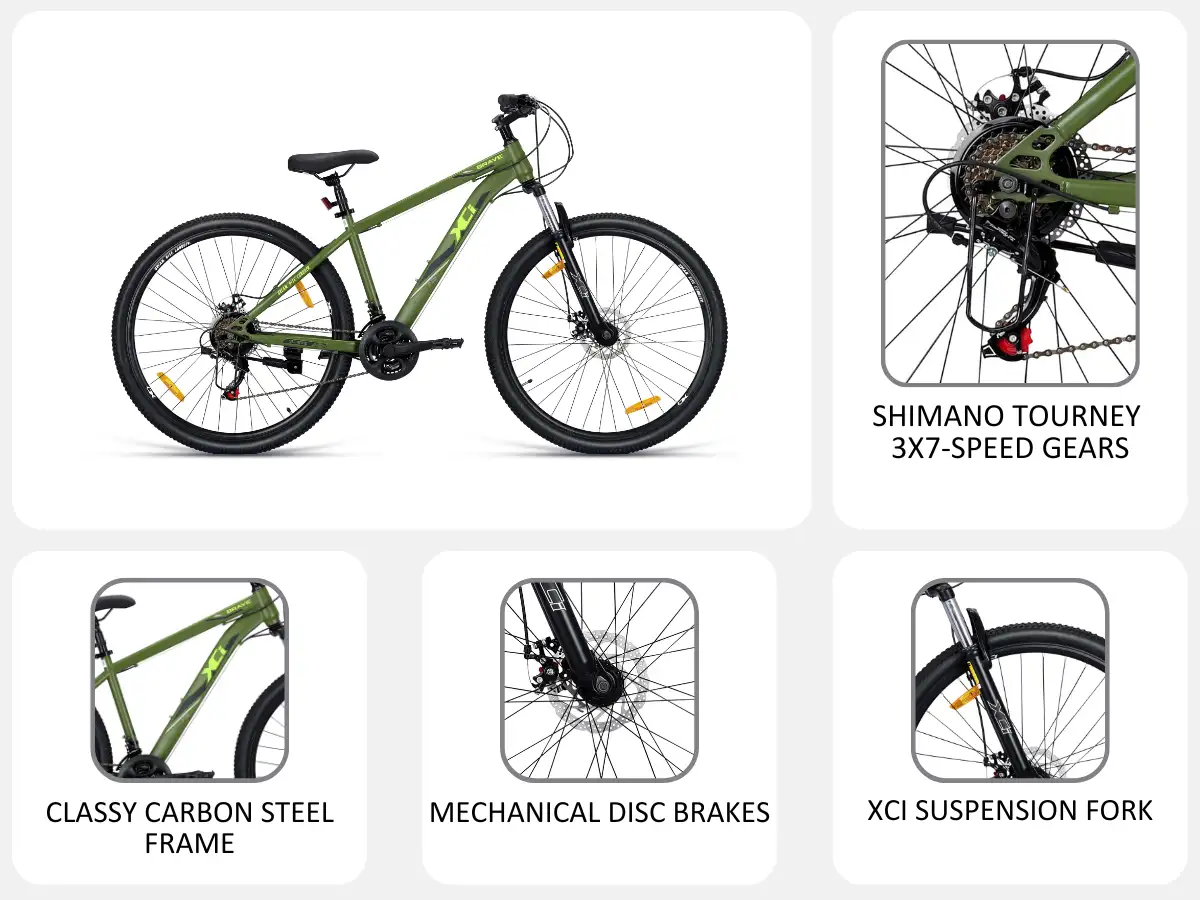 BRAVE
XCi
SHIMANO TOURNEY
3X7-SPEED GEARS
BRAVE
XCi
CLASSY CARBON STEEL
FRAME
MECHANICAL DISC BRAKES
XCI SUSPENSION FORK